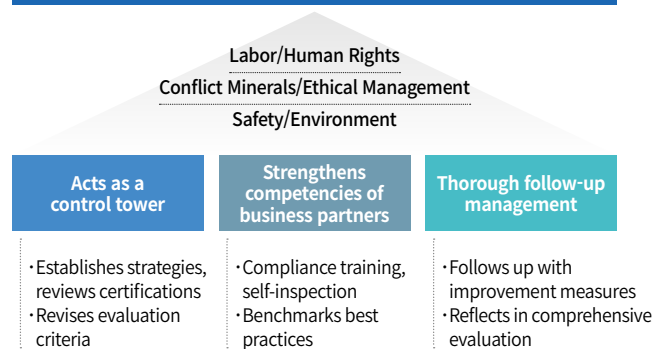 Labor/Human Rights
Conflict Minerals/Ethical Management
Safety/Environment
Acts as a
control tower
Strengthens
competencies of
business partners
Thorough follow-up
management
·Establishes strategies,
reviews certifications
·Revises evaluation
criteria
·Compliance training,
self-inspection
·Benchmarks best
practices
·Follows up with
improvement measures
·Reflects in comprehensive
evaluation